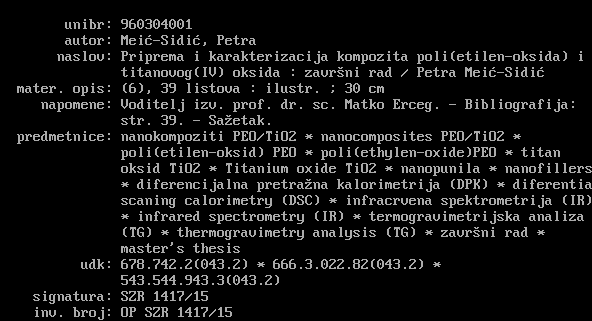 unibr: 960304001
autor: Meić-Sidić, Petra
naslov: Priprema i karakterizacija kompozita poli(etilen-oksida) i
titanovog(IV) oksida : završni rad / Petra Meić-Sidić
mater. opis: (6), 39 listova : ilustr. ; 30 cm
napomene: Voditelj izv. prof. dr. sc. Matko Erceg. - Bibliografija:
str. 39. - Sažetak.
predmetnice: nanokompoziti PEO/TiO2 * nanocomposites PEO/TiO2 *
poli(etilen-oksid) PEO * poli(ethylen-oxide)PEO * titan
oksid TiO2 * Titanium oxide TiO2 * nanopunila * nanofillers
* diferencijalna pretražna kalorimetrija (DPK) * diferentia
scaning calorimetry (DSC) * infracrvena spektrometrija (IR)
* infrared spectrometry (IR) * termogravimetrijska analiza
(TG) * thermogravimetry analysis (TG) * završni rad *
master's thesis
udk: 678.742.2(043.2) * 666.3.022.82(043.2) *
543.544.943.3(043.2)
signatura: SZR 1417/15
inv. broj: OP SZR 1417/15